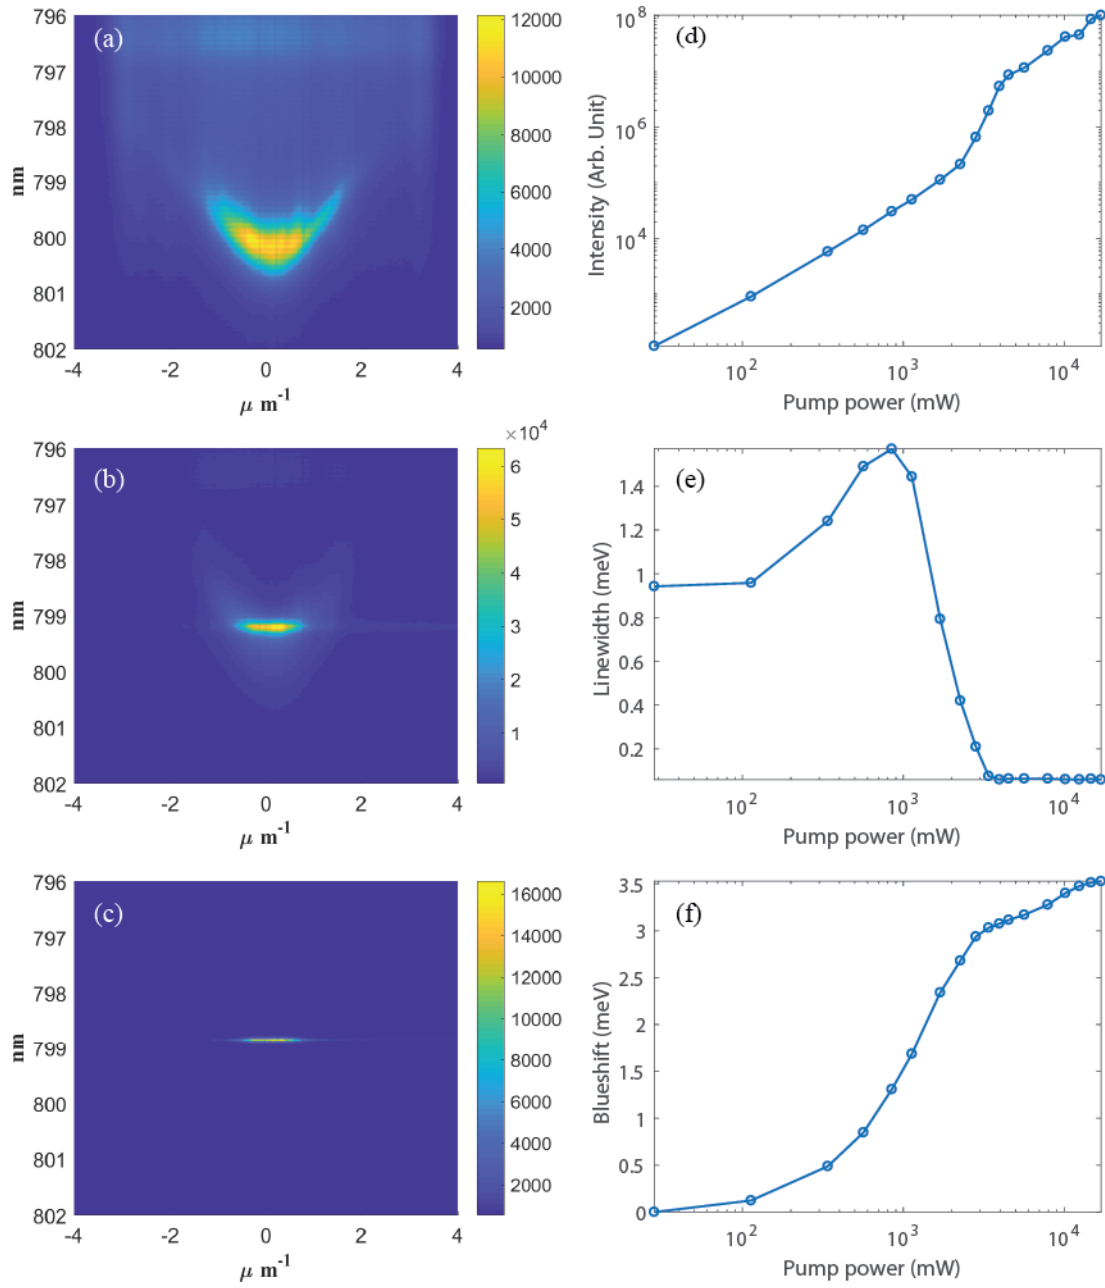 (a)
796
797
798
799
800
801
802
nm
-4 -2 0 2 4
μ m⁻¹
12000
10000
8000
6000
4000
2000
(d)
10⁸
10⁶
10⁴
Intensity (Arb. Unit)
10² 10³ 10⁴
Pump power (mW)
(b)
796
797
798
799
800
801
802
nm
-4 -2 0 2 4
μ m⁻¹
×10⁴
6
5
4
3
2
1
(e)
1.4
1.2
1
0.8
0.6
0.4
0.2
Linewidth (meV)
10² 10³ 10⁴
Pump power (mW)
(c)
796
797
798
799
800
801
802
nm
-4 -2 0 2 4
μ m⁻¹
16000
14000
12000
10000
8000
6000
4000
2000
(f)
3.5
3
2.5
2
1.5
1
0.5
0
Blueshift (meV)
10² 10³ 10⁴
Pump power (mW)